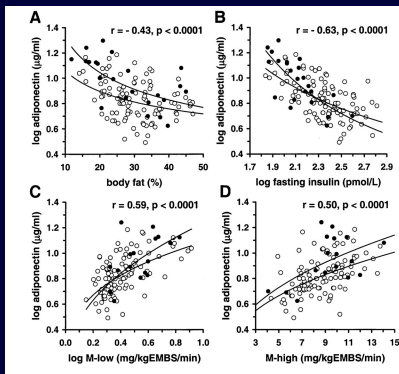 A
r = - 0.43, p < 0.0001
log adiponectin (µg/ml)
1.4
1.2
1.0
0.8
0.6
0.4
10 20 30 40 50
body fat (%)
B
r = -0.63, p < 0.0001
log adiponectin (µg/ml)
1.4
1.2
1.0
0.8
0.6
0.4
1.7 1.9 2.1 2.3 2.5 2.7 2.9
log fasting insulin (pmol/L)
C
r = 0.59, p < 0.0001
log adiponectin (µg/ml)
1.4
1.2
1.0
0.8
0.6
0.4
0.0 0.2 0.4 0.6 0.8 1.0
log M-low (mg/kgEMBS/min)
D
r = 0.50, p < 0.0001
log adiponectin (µg/ml)
1.4
1.2
1.0
0.8
0.6
0.4
3 5 7 9 11 13 15
M-high (mg/kgEMBS/min)